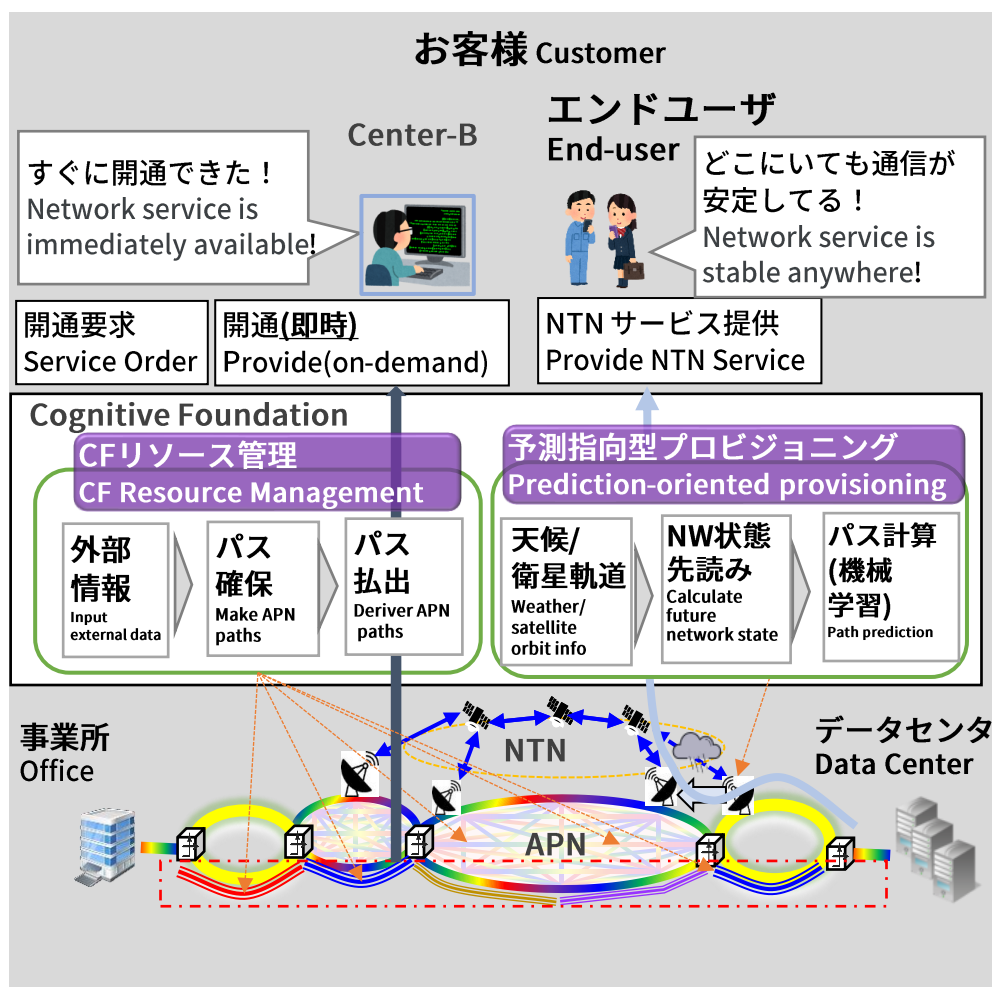 お客様 Customer
エンドユーザ
End-user
Center-B
すぐに開通できた！
Network service is
immediately available!
どこにいても通信が
安定してる！
Network service is
stable anywhere!
開通要求
Service Order
開通(即時)
Provide(on-demand)
NTN サービス提供
Provide NTN Service
Cognitive Foundation
CFリソース管理
CF Resource Management
外部
情報
Input
external data
パス
確保
Make APN
paths
パス
払出
Deriver APN
paths
予測指向型プロビジョニング
Prediction-oriented provisioning
天候/
衛星軌道
Weather/
satellite
orbit info
NW状態
先読み
Calculate
future
network state
パス計算
(機械
学習)
Path prediction
事業所
Office
NTN
データセンタ
Data Center
APN